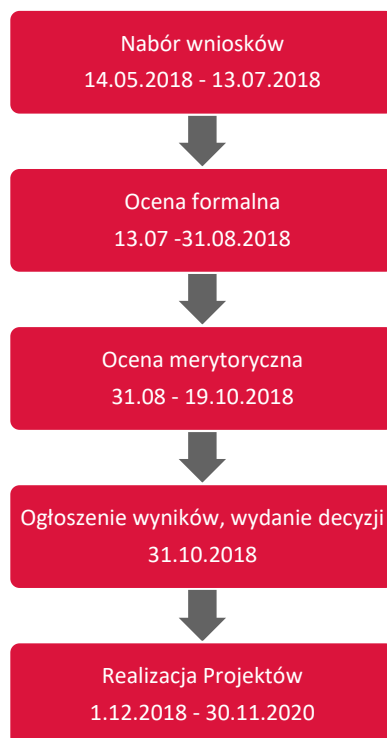 Nabór wniosków
14.05.2018 - 13.07.2018
Ocena formalna
13.07 -31.08.2018
Ocena merytoryczna
31.08 - 19.10.2018
Ogłoszenie wyników, wydanie decyzji
31.10.2018
Realizacja Projektów
1.12.2018 - 30.11.2020